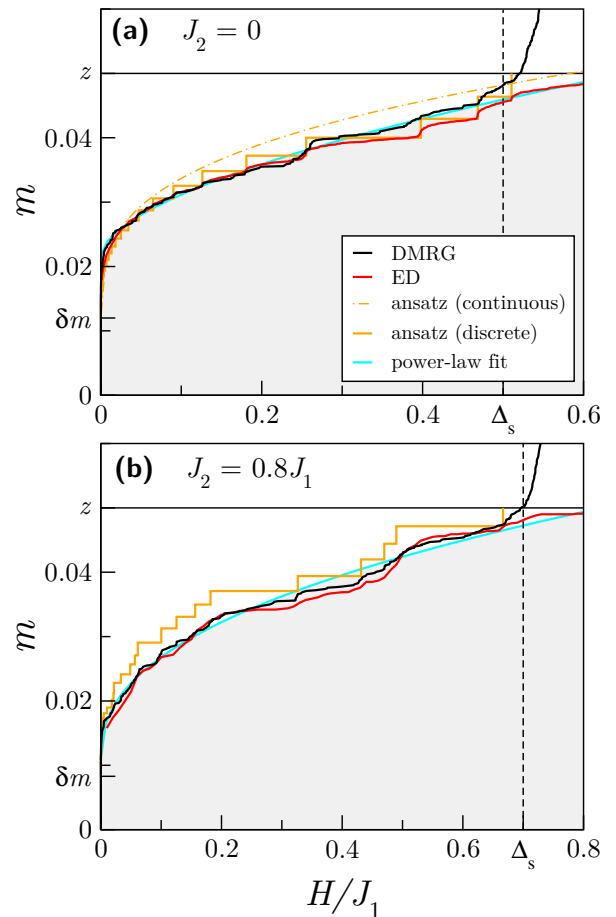 (a) J₂ = 0
z
0.04
m
0.02
δm
0
DMRG
ED
ansatz (continuous)
ansatz (discrete)
power-law fit
0 0.2 0.4 Δₛ 0.6
(b) J₂ = 0.8J₁
z
0.04
m
0.02
δm
0
0 0.2 0.4 0.6 Δₛ 0.8
H/J₁